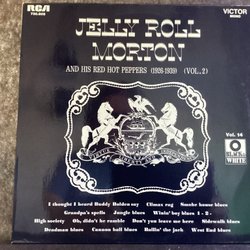 RCA
VICTOR
730.605
MONO
JELLY ROLL
MORTON
AND HIS RED HOT PEPPERS (1926-1939) (VOL. 2)
Vol. 16
BLACK
WHITE
I thought I heard Buddy Bolden say Climax rag Smoke house blues
Grandpa's spells Jungle blues Winin' boy blues 1 - 2 -
High society Oh, didn't he ramble Don't you leave me here Sidewalk blues
Deadman blues Cannon ball blues Ballin' the jack West End blues